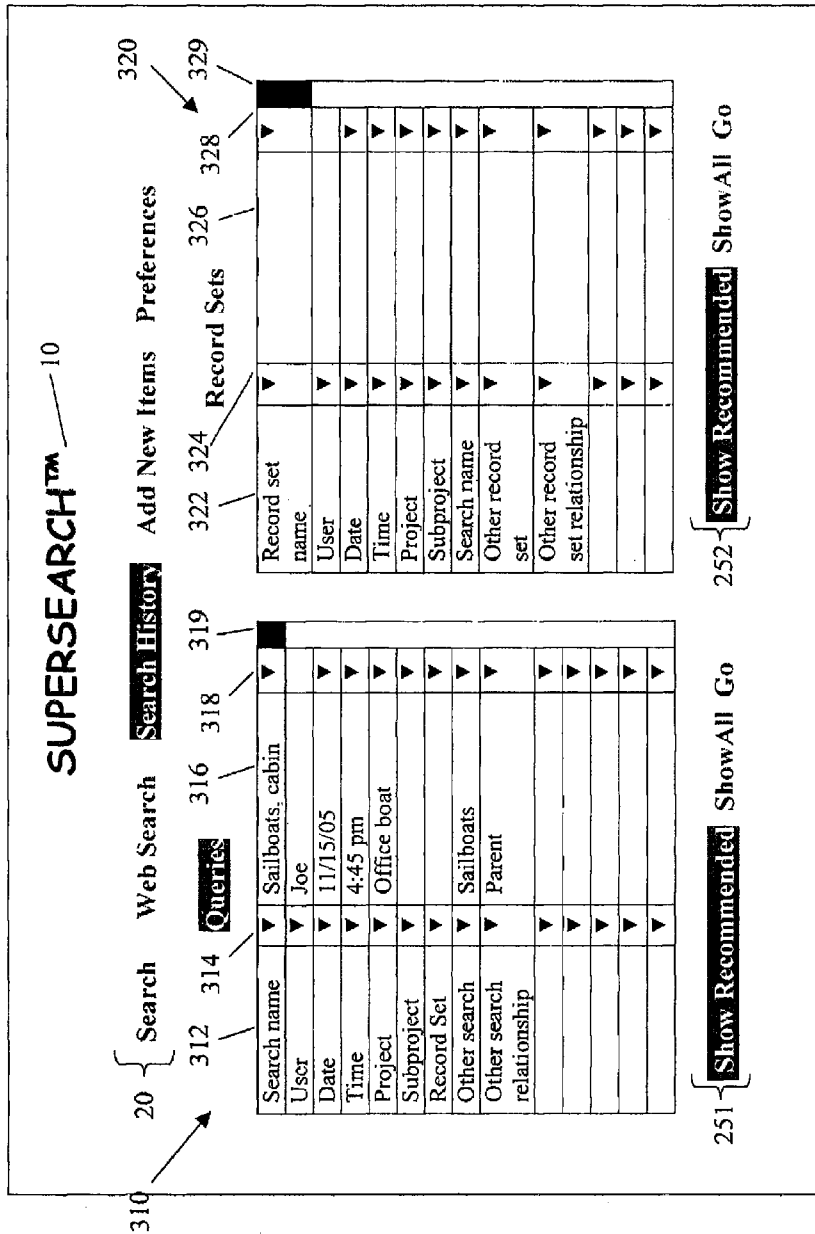 SUPERSEARCH™ 10
20 Search Web Search Search History Add New Items Preferences
310 312 314 Queries 316 318 319
Search name Sailboats, cabin
User Joe
Date 11/15/05
Time 4:45 pm
Project Office boat
Subproject
Record Set
Other search Sailboats
Other search Parent
relationship
251 Show Recommended Show All Go
322 324 Record Sets 326 328 320 329
Record set
name
User
Date
Time
Project
Subproject
Search name
Other record
set
Other record
set relationship
252 Show Recommended Show All Go